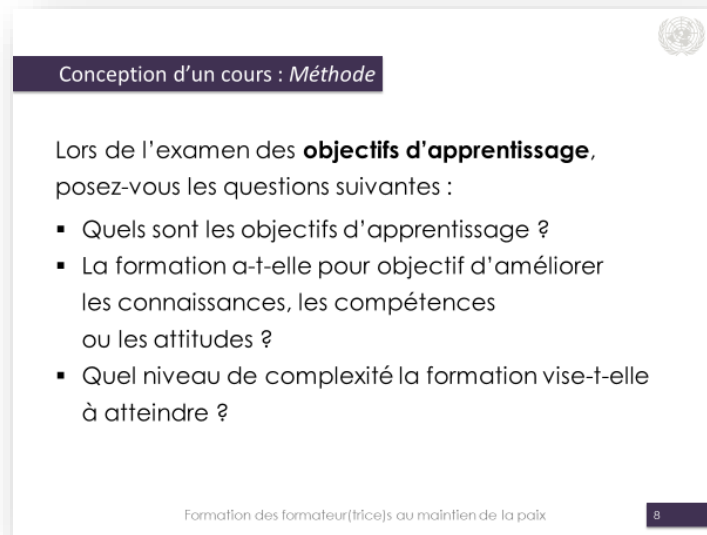 Conception d’un cours : Méthode
Lors de l’examen des objectifs d'apprentissage,
posez-vous les questions suivantes :
▪ Quels sont les objectifs d’apprentissage ?
▪ La formation a-t-elle pour objectif d’améliorer
les connaissances, les compétences
ou les attitudes ?
▪ Quel niveau de complexité la formation vise-t-elle
à atteindre ?
Formation des formateur(trice)s au maintien de la paix
8